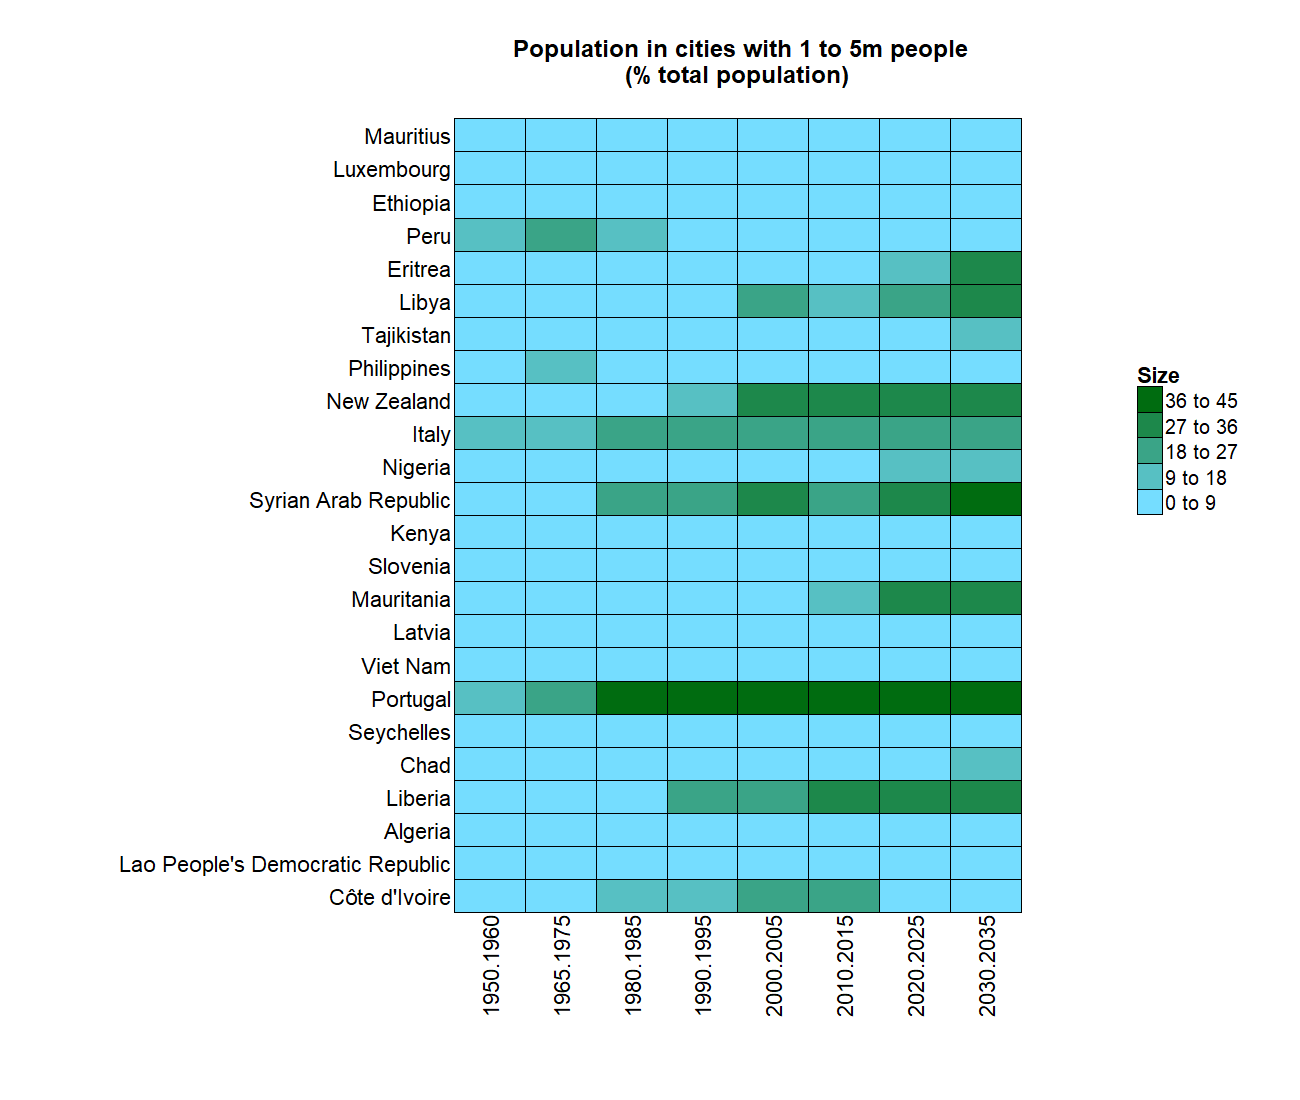 Population in cities with 1 to 5m people
(% total population)
Mauritius
Luxembourg
Ethiopia
Peru
Eritrea
Libya
Tajikistan
Philippines
New Zealand
Italy
Nigeria
Syrian Arab Republic
Kenya
Slovenia
Mauritania
Latvia
Viet Nam
Portugal
Seychelles
Chad
Liberia
Algeria
Lao People's Democratic Republic
Côte d'Ivoire
1950.1960
1965.1975
1980.1985
1990.1995
2000.2005
2010.2015
2020.2025
2030.2035
Size
36 to 45
27 to 36
18 to 27
9 to 18
0 to 9